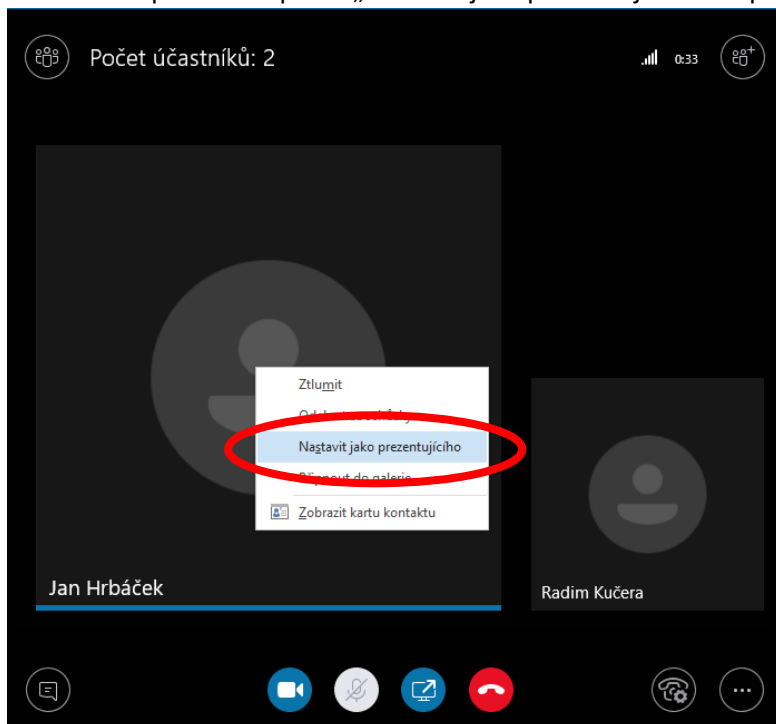 Počet účastníků: 2
0:33
Ztlumit
Nastavit jako prezentujícího
Zobrazit kartu kontaktu
Jan Hrbáček
Radim Kučera